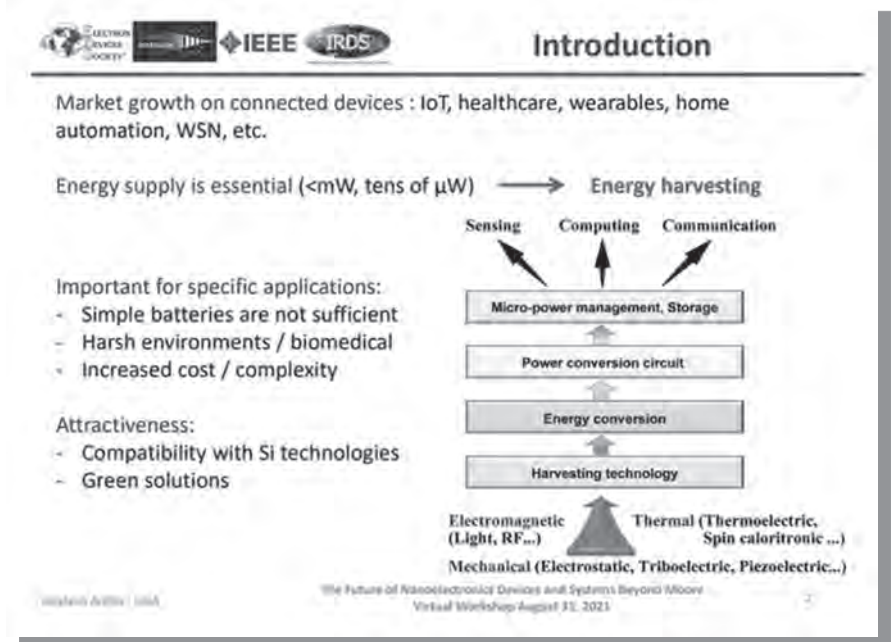 ELECTRON
DEVICES
SOCIETY
IEEE
IRDS
Introduction
Market growth on connected devices : IoT, healthcare, wearables, home
automation, WSN, etc.
Energy supply is essential (<mW, tens of µW)
Energy harvesting
Sensing Computing Communication
Important for specific applications:
- Simple batteries are not sufficient
- Harsh environments / biomedical
- Increased cost / complexity
Attractiveness:
- Compatibility with Si technologies
- Green solutions
Micro-power management, Storage
Power conversion circuit
Energy conversion
Harvesting technology
Electromagnetic
(Light, RF...)
Thermal (Thermoelectric,
Spin caloritronic ...)
Mechanical (Electrostatic, Triboelectric, Piezoelectric...)
The Future of Nanoelectronics Devices and Systems Beyond Moore
Virtual Workshop August 31, 2021
2